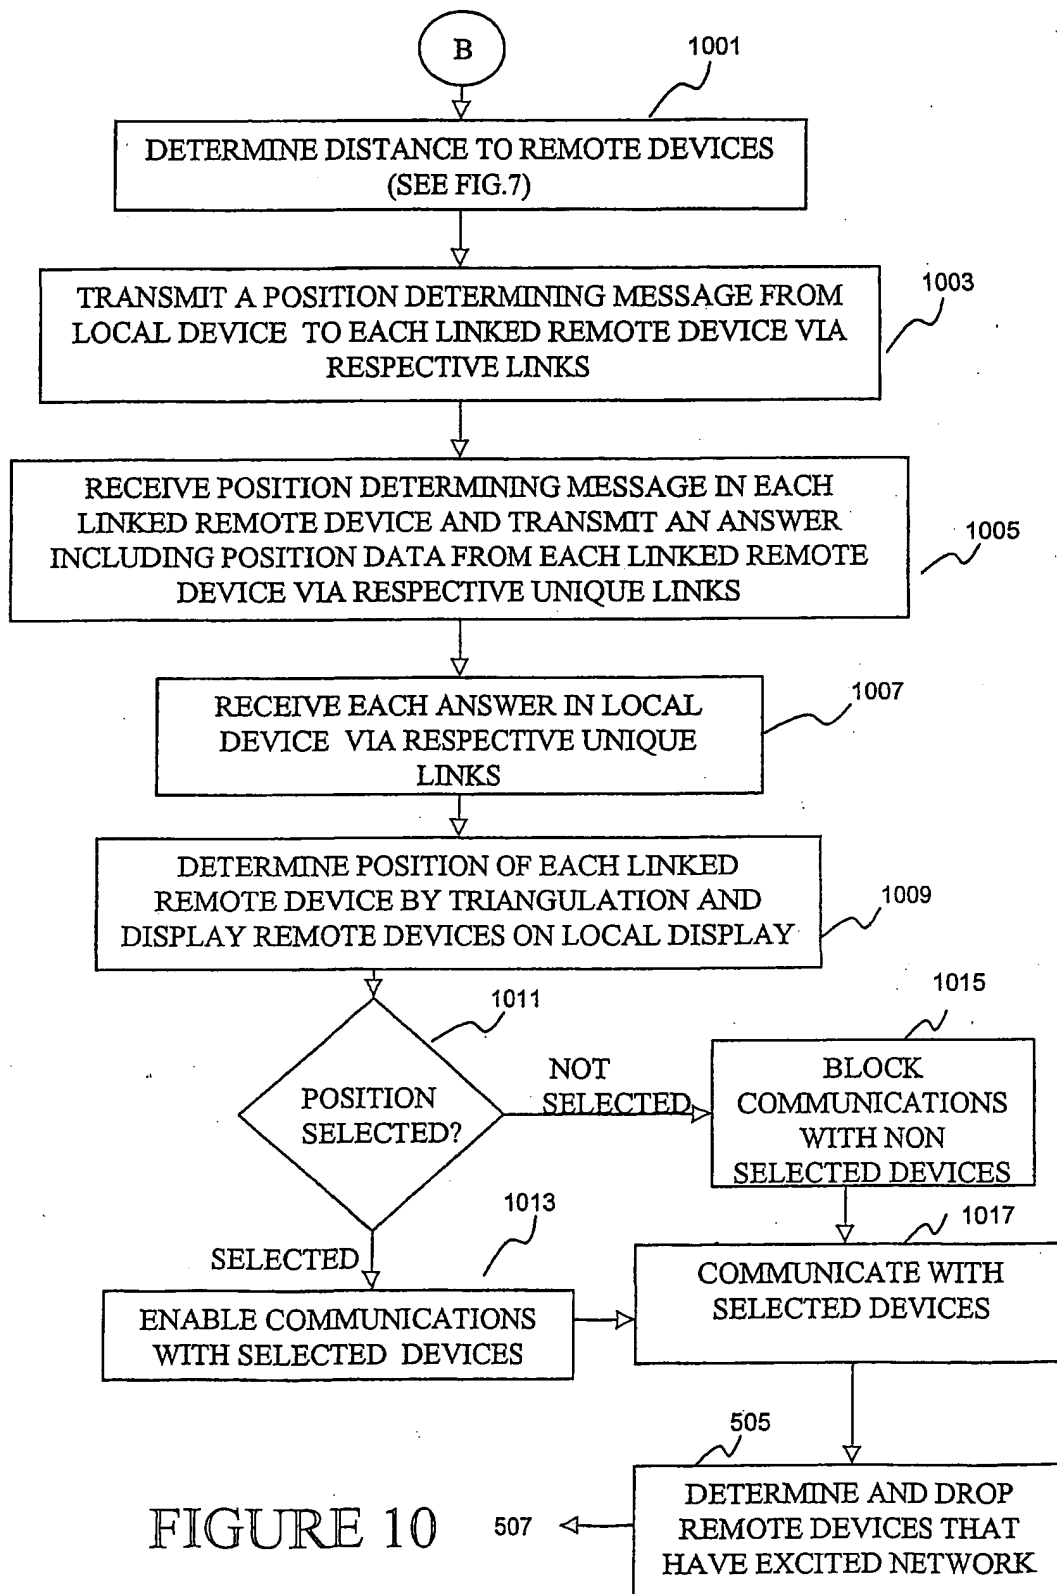 B
1001
DETERMINE DISTANCE TO REMOTE DEVICES
(SEE FIG.7)
TRANSMIT A POSITION DETERMINING MESSAGE FROM
LOCAL DEVICE TO EACH LINKED REMOTE DEVICE VIA
RESPECTIVE LINKS
1003
RECEIVE POSITION DETERMINING MESSAGE IN EACH
LINKED REMOTE DEVICE AND TRANSMIT AN ANSWER
INCLUDING POSITION DATA FROM EACH LINKED REMOTE
DEVICE VIA RESPECTIVE UNIQUE LINKS
1005
RECEIVE EACH ANSWER IN LOCAL
DEVICE VIA RESPECTIVE UNIQUE
LINKS
1007
DETERMINE POSITION OF EACH LINKED
REMOTE DEVICE BY TRIANGULATION AND
DISPLAY REMOTE DEVICES ON LOCAL DISPLAY
1009
1011
POSITION
SELECTED?
NOT
SELECTED
1015
BLOCK
COMMUNICATIONS
WITH NON
SELECTED DEVICES
SELECTED
1013
ENABLE COMMUNICATIONS
WITH SELECTED DEVICES
1017
COMMUNICATE WITH
SELECTED DEVICES
505
DETERMINE AND DROP
REMOTE DEVICES THAT
HAVE EXCITED NETWORK
507
FIGURE 10